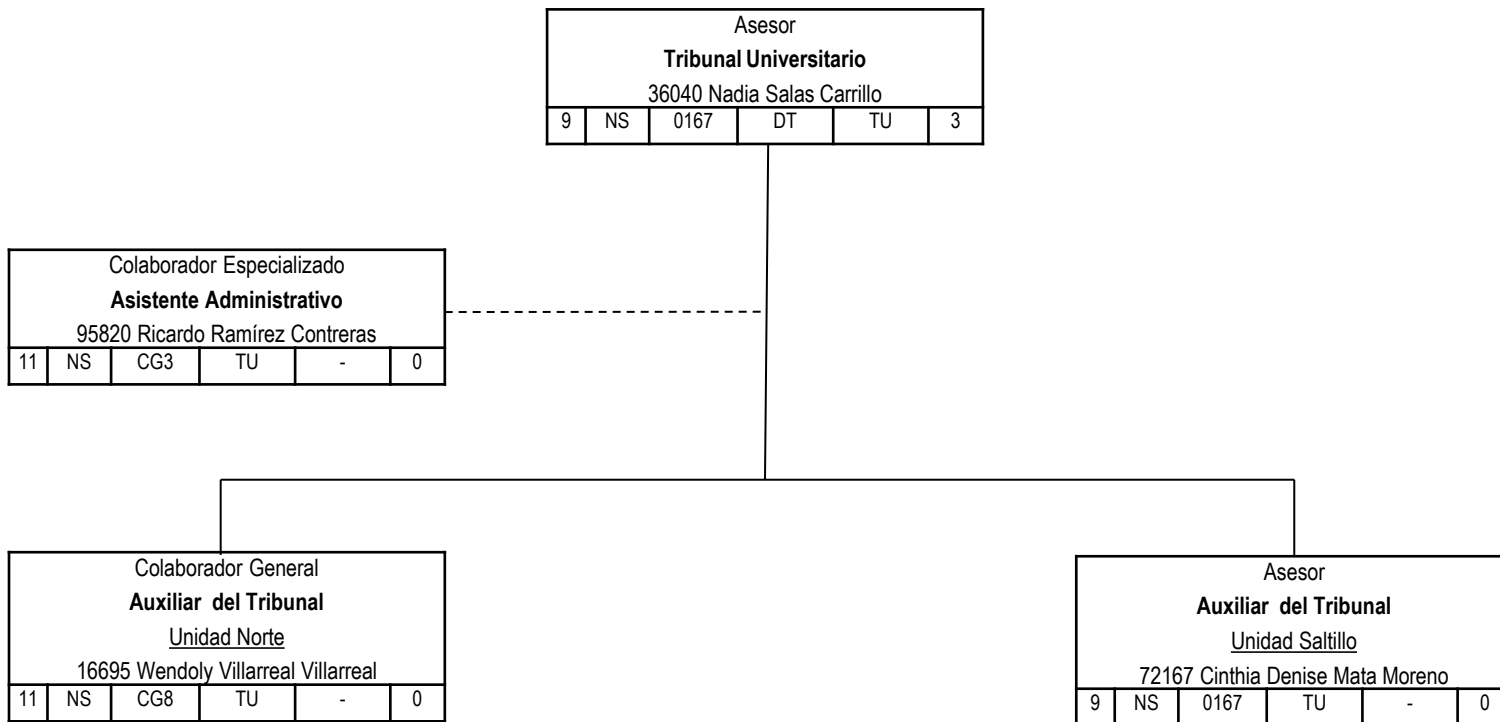 Asesor
Tribunal Universitario
36040 Nadia Salas Carrillo
9 NS 0167 DT TU 3
Colaborador Especializado
Asistente Administrativo
95820 Ricardo Ramírez Contreras
11 NS CG3 TU - 0
Colaborador General
Auxiliar del Tribunal
Unidad Norte
16695 Wendoly Villarreal Villarreal
11 NS CG8 TU - 0
Asesor
Auxiliar del Tribunal
Unidad Saltillo
72167 Cinthia Denise Mata Moreno
9 NS 0167 TU - 0